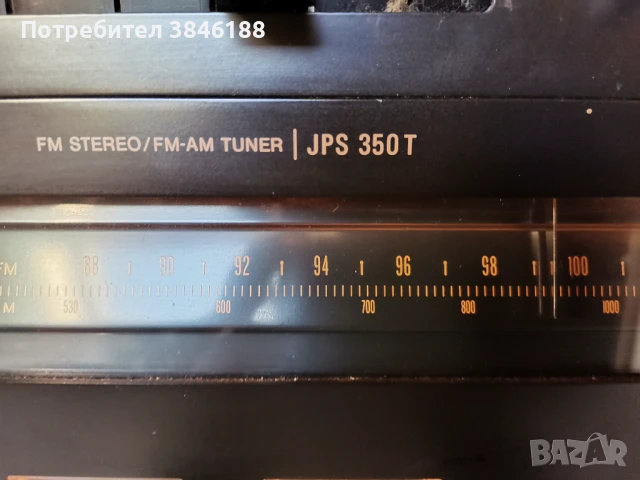 Потребител 3846188
FM STEREO/FM-AM TUNER | JPS 350T
FM 88 90 92 94 96 98 100
M 530 600 700 800 1000
BAZAR